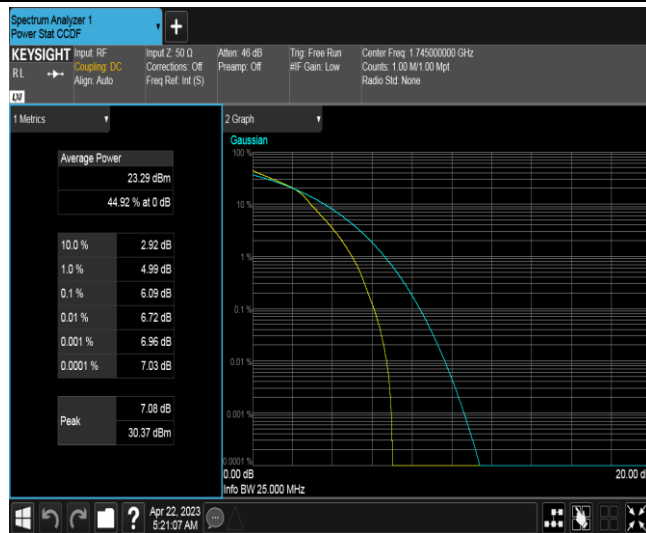 Spectrum Analyzer 1
Power Stat CCDF
KEYSIGHT Input: RF Input Z: 50 Ω Atten: 46 dB Trig: Free Run Center Freq: 1.745000000 GHz
RL Coupling: DC Corrections: Off Preamp: Off #IF Gain: Low Counts: 1.00 M/1.00 Mpt
Align: Auto Freq Ref: Int (S) Radio Std: None
LXI
1 Metrics
2 Graph
Average Power
23.29 dBm
44.92 % at 0 dB
10.0 % 2.92 dB
1.0 % 4.99 dB
0.1 % 6.09 dB
0.01 % 6.72 dB
0.001 % 6.96 dB
0.0001 % 7.03 dB
Peak 7.08 dB
30.37 dBm
Gaussian
100 %
10 %
1 %
0.1 %
0.01 %
0.001 %
0.0001 %
0.00 dB 20.00 d
Info BW 25.000 MHz
Apr 22, 2023
5:21:07 AM